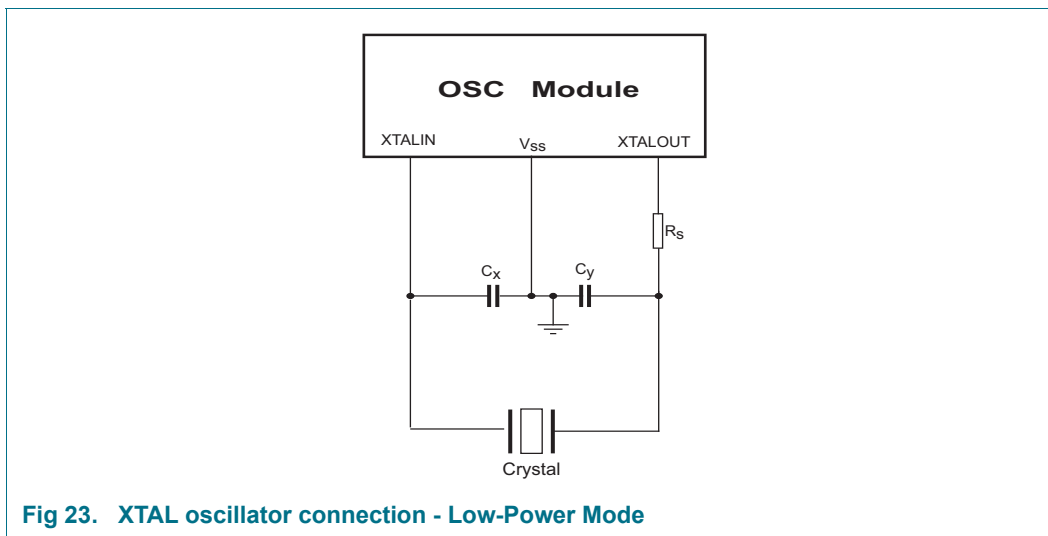 OSC Module
XTALIN Vss XTALOUT
Rs
Cx Cy
Crystal
Fig 23. XTAL oscillator connection - Low-Power Mode